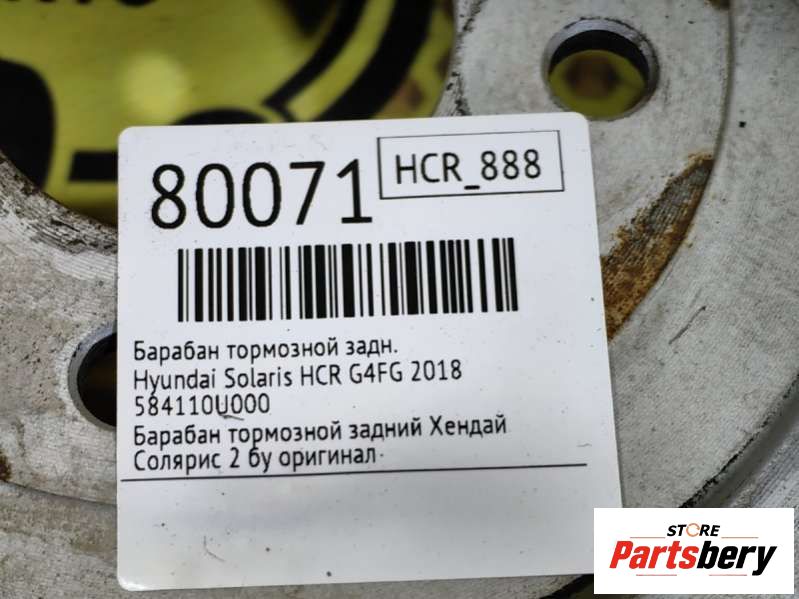 80071
HCR_888
Барабан тормозной задн.
Hyundai Solaris HCR G4FG 2018
584110U000
Барабан тормозной задний Хендай
Солярис 2 бу оригинал
STORE
Partsbery